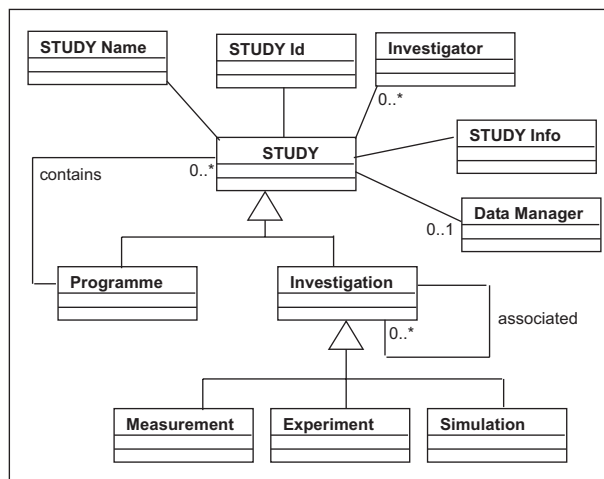 STUDY Name
STUDY Id
Investigator
0..*
STUDY
STUDY Info
contains
0..*
0..1
Data Manager
Programme
Investigation
0..*
associated
Measurement
Experiment
Simulation